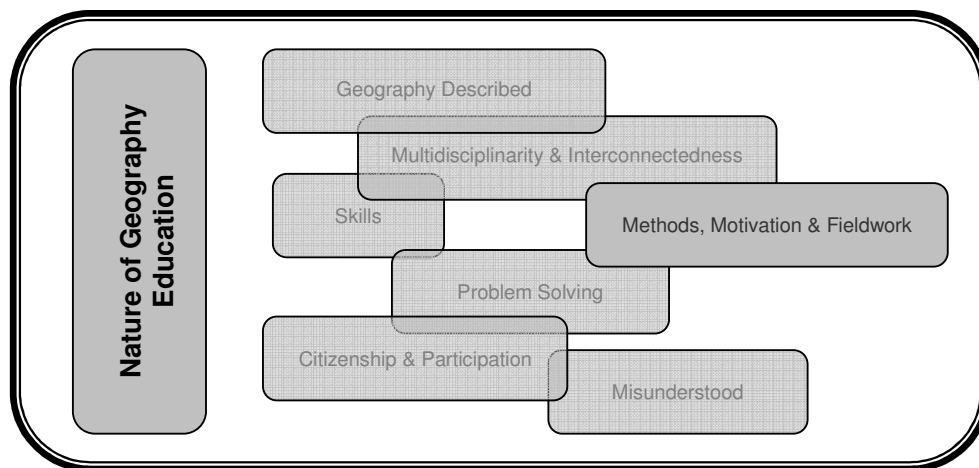 Nature of Geography
Education
Geography Described
Multidisciplinarity & Interconnectedness
Skills
Methods, Motivation & Fieldwork
Problem Solving
Citizenship & Participation
Misunderstood